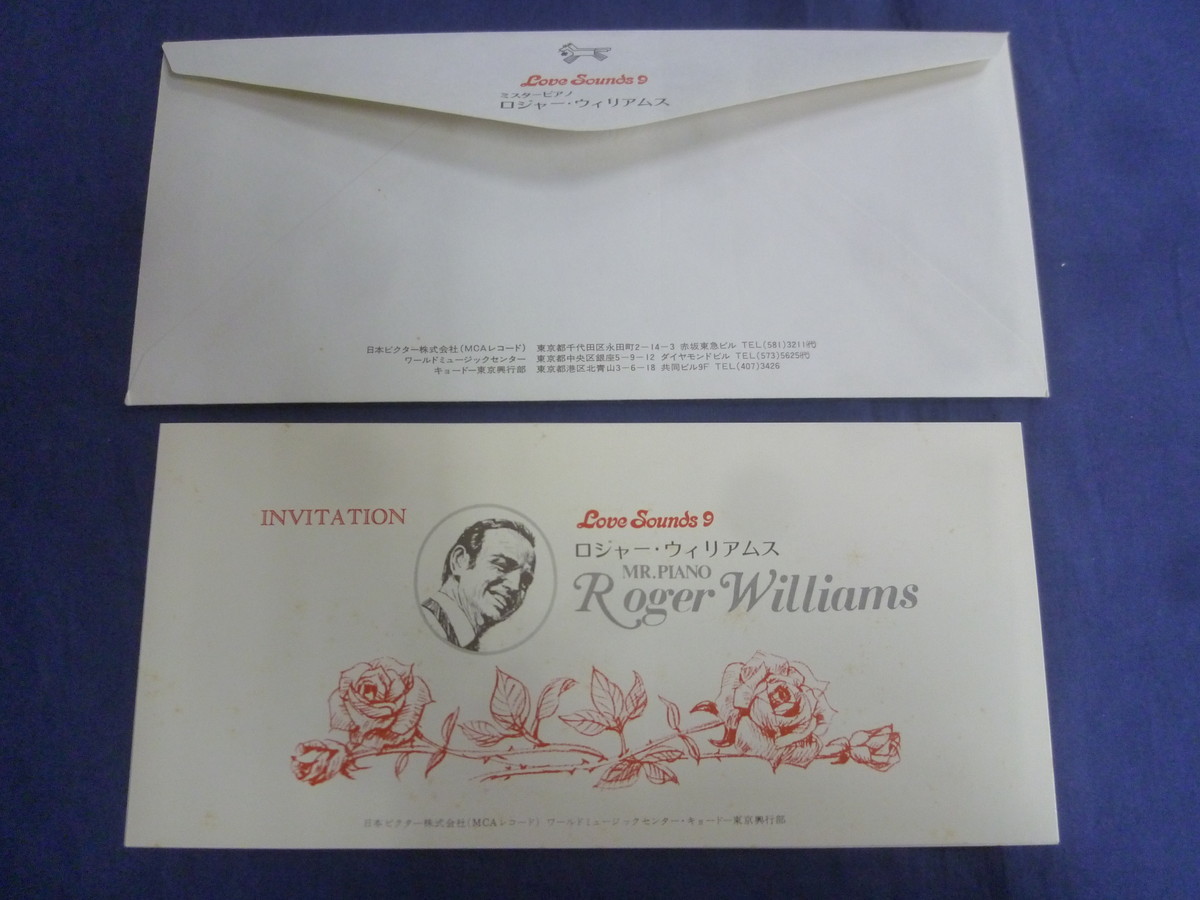 Love Sounds 9
ミスターピアノ
ロジャー・ウィリアムス
日本ビクター株式会社(MCAレコード) 東京都千代田区永田町2-14-3 赤坂東急ビル TEL(581)3211㈹
ワールドミュージックセンター 東京都中央区銀座5-9-12 ダイヤモンドビル TEL(573)5625㈹
キョードー東京興行部 東京都港区北青山3-6-18 共同ビル9F TEL(407)3426
INVITATION
Love Sounds 9
ロジャー・ウィリアムス
MR.PIANO
Roger Williams
日本ビクター株式会社(MCAレコード) ワールドミュージックセンター・キョードー東京興行部